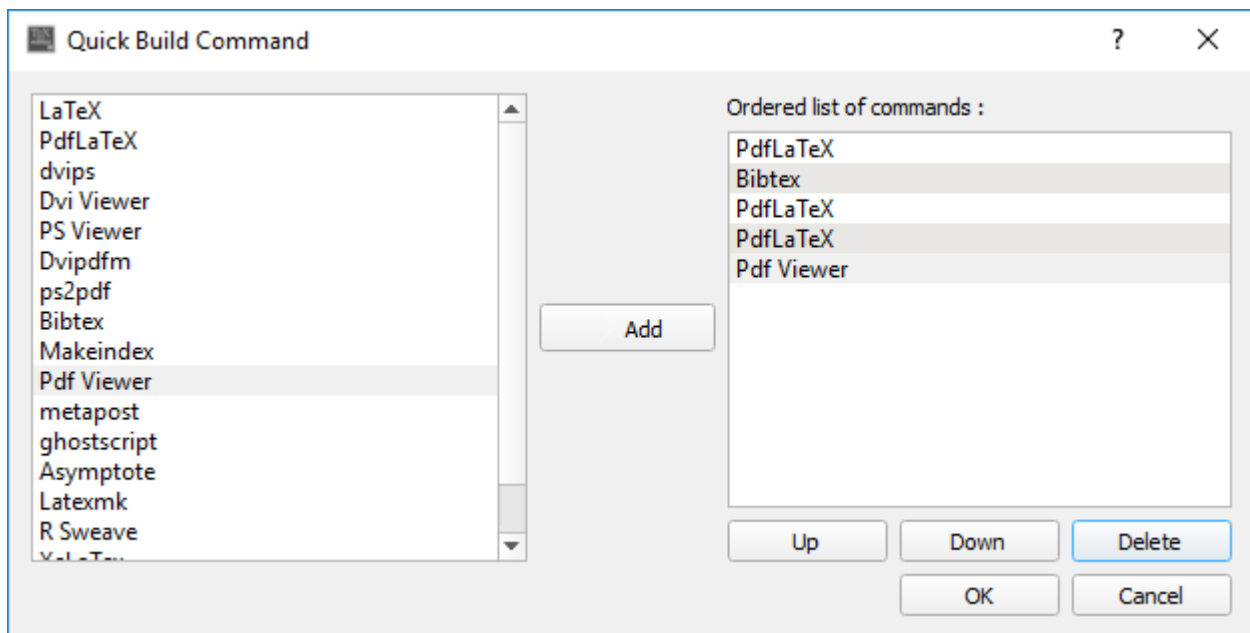 Quick Build Command
LaTeX
PdfLaTeX
dvips
Dvi Viewer
PS Viewer
Dvipdfm
ps2pdf
Bibtex
Makeindex
Pdf Viewer
metapost
ghostscript
Asymptote
Latexmk
R Sweave
Add
Ordered list of commands :
PdfLaTeX
Bibtex
PdfLaTeX
PdfLaTeX
Pdf Viewer
Up Down Delete
OK Cancel